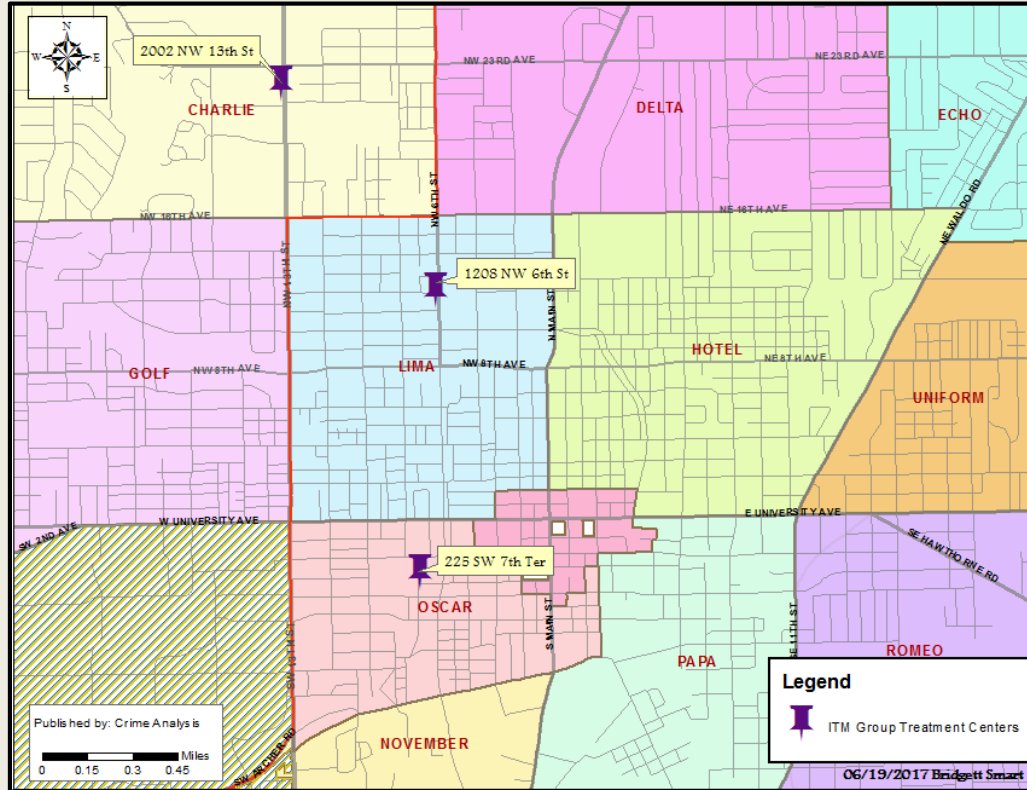 N
W E
S
2002 NW 13th St
CHARLIE
NW 23RD AVE
NE 23RD AVE
DELTA
ECHO
NW 6TH ST
NW 16TH AVE
NE 16TH AVE
NE WALDO RD
NW 13TH ST
1208 NW 6th St
N MAIN ST
GOLF
NW 8TH AVE
LIMA
NW 8TH AVE
HOTEL
NE 8TH AVE
UNIFORM
SW 2ND AVE
W UNIVERSITY AVE
E UNIVERSITY AVE
SE HAWTHORNE RD
225 SW 7th Ter
OSCAR
SW 13TH ST
S MAIN ST
SE 11TH ST
PAPA
ROMEO
NOVEMBER
SW ARCHER RD
Published by: Crime Analysis
Miles
0 0.15 0.3 0.45
Legend
ITM Group Treatment Centers
06/19/2017 Bridgett Smart